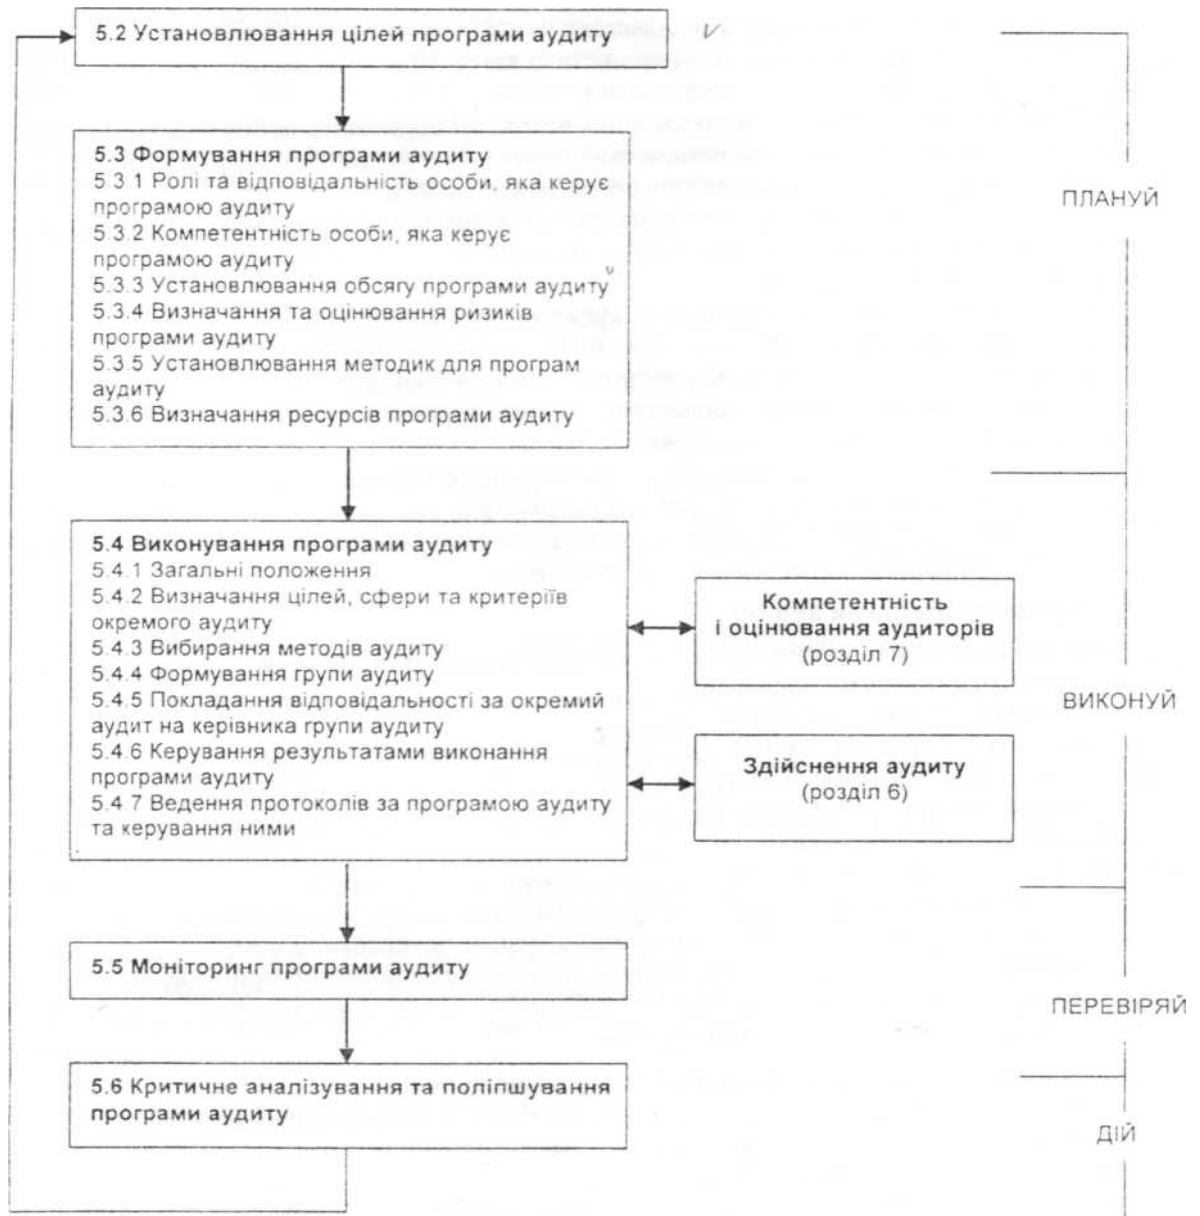 5.2 Установлювання цілей програми аудиту
5.3 Формування програми аудиту
5.3.1 Ролі та відповідальність особи, яка керує
програмою аудиту
5.3.2 Компетентність особи, яка керує
програмою аудиту
5.3.3 Установлювання обсягу програми аудиту
5.3.4 Визначання та оцінювання ризиків
програми аудиту
5.3.5 Установлювання методик для програм
аудиту
5.3.6 Визначання ресурсів програми аудиту
ПЛАНУЙ
5.4 Виконування програми аудиту
5.4.1 Загальні положення
5.4.2 Визначання цілей, сфери та критеріїв
окремого аудиту
5.4.3 Вибирання методів аудиту
5.4.4 Формування групи аудиту
5.4.5 Покладання відповідальності за окремий
аудит на керівника групи аудиту
5.4.6 Керування результатами виконання
програми аудиту
5.4.7 Ведення протоколів за програмою аудиту
та керування ними
Компетентність
і оцінювання аудиторів
(розділ 7)
Здійснення аудиту
(розділ 6)
ВИКОНУЙ
5.5 Моніторинг програми аудиту
ПЕРЕВІРЯЙ
5.6 Критичне аналізування та поліпшування
програми аудиту
ДІЙ